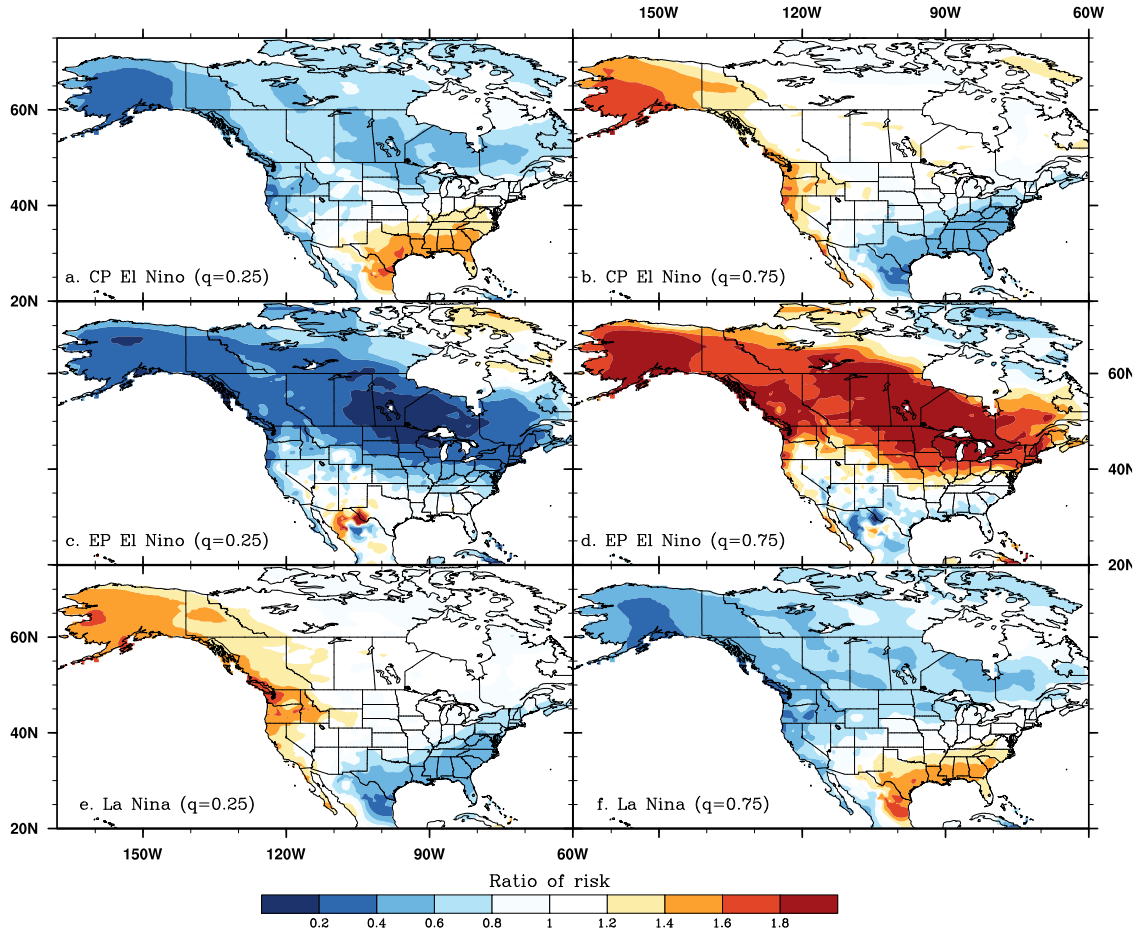 150W 120W 90W 60W
60N
40N
a. CP El Nino (q=0.25)
b. CP El Nino (q=0.75)
20N
60N
40N
c. EP El Nino (q=0.25)
d. EP El Nino (q=0.75)
20N
60N
40N
e. La Nina (q=0.25)
f. La Nina (q=0.75)
20N
150W 120W 90W 60W
Ratio of risk
0.2 0.4 0.6 0.8 1 1.2 1.4 1.6 1.8